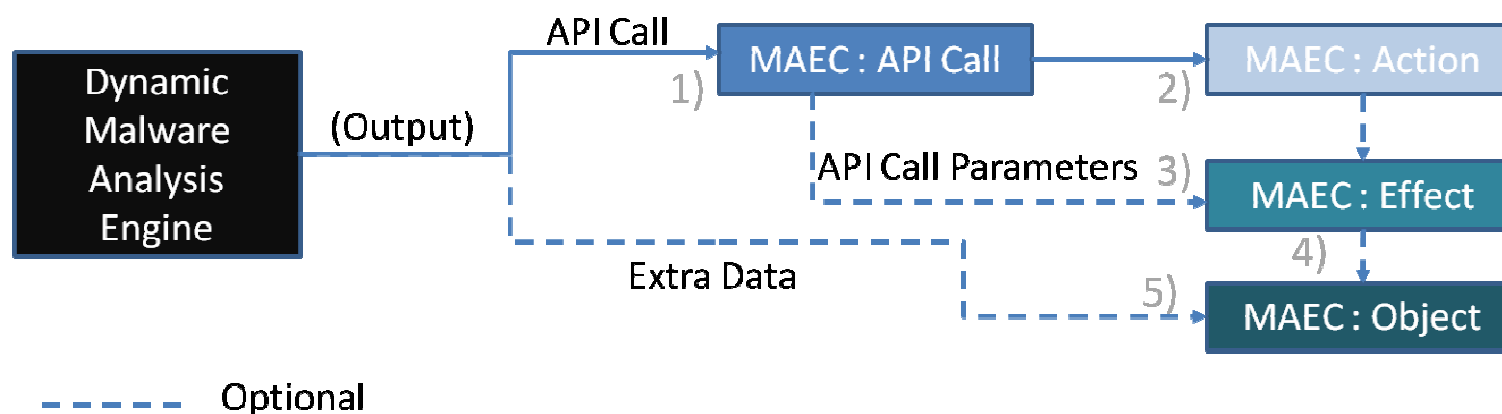 Dynamic
Malware
Analysis
Engine
(Output)
API Call
1)
MAEC : API Call
2)
MAEC : Action
API Call Parameters
3)
MAEC : Effect
4)
Extra Data
5)
MAEC : Object
Optional